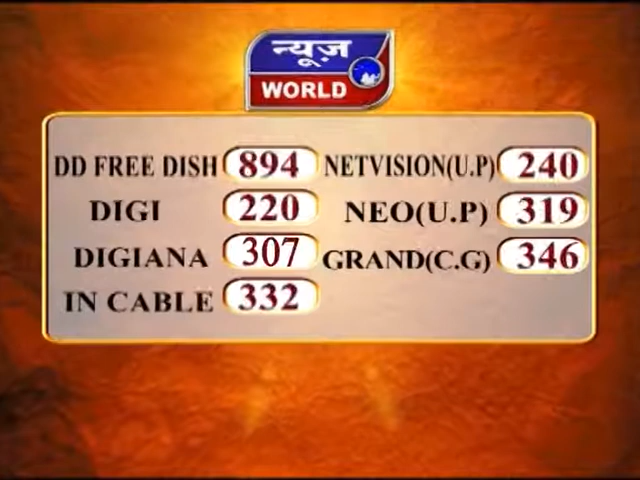 न्यूज़
WORLD
DD FREE DISH 894 NETVISION(U.P) 240
DIGI 220 NEO(U.P) 319
DIGIANA 307 GRAND(C.G) 346
IN CABLE 332